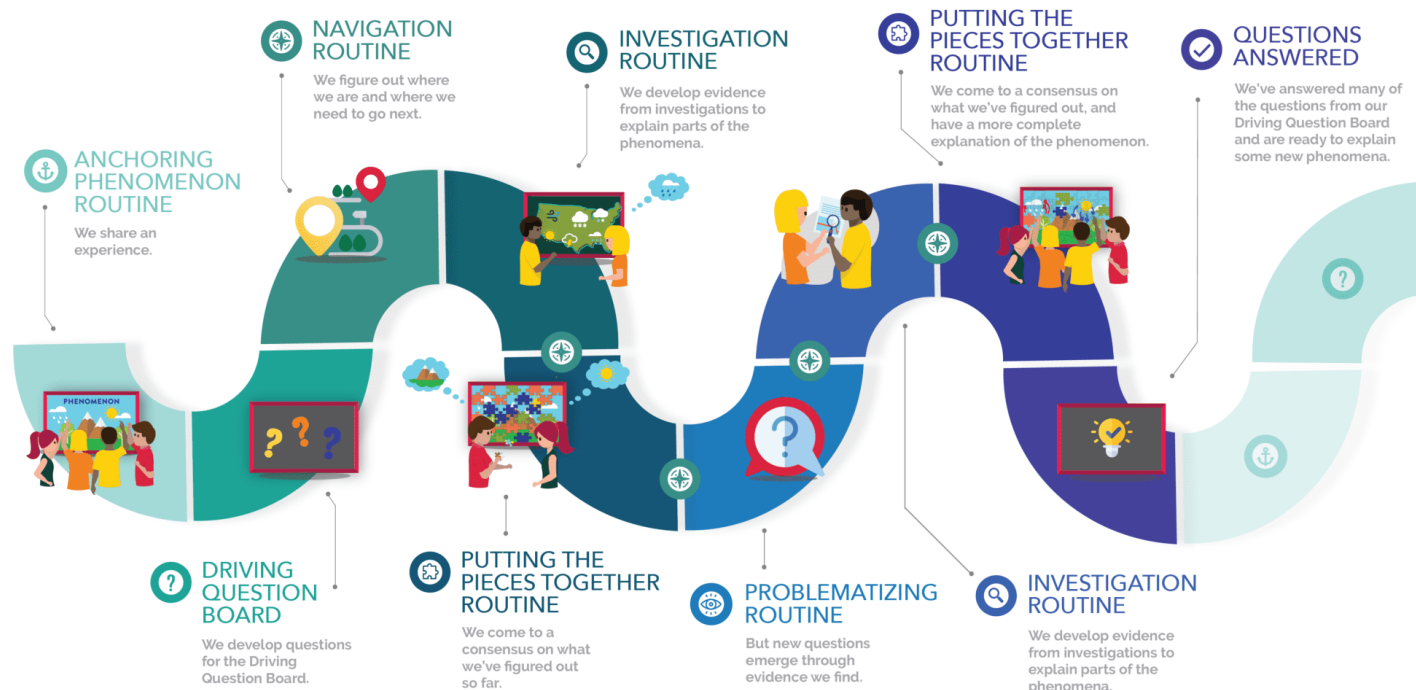 ANCHORING
PHENOMENON
ROUTINE
We share an
experience.
PHENOMENON
DRIVING
QUESTION
BOARD
We develop questions
for the Driving
Question Board.
? ? ?
NAVIGATION
ROUTINE
We figure out where
we are and where we
need to go next.
INVESTIGATION
ROUTINE
We develop evidence
from investigations to
explain parts of the
phenomena.
PUTTING THE
PIECES TOGETHER
ROUTINE
We come to a
consensus on what
we've figured out
so far.
PROBLEMATIZING
ROUTINE
But new questions
emerge through
evidence we find.
?
INVESTIGATION
ROUTINE
We develop evidence
from investigations to
explain parts of the
phenomena.
PUTTING THE
PIECES TOGETHER
ROUTINE
We come to a consensus on
what we've figured out, and
have a more complete
explanation of the phenomenon.
QUESTIONS
ANSWERED
We've answered many of
the questions from our
Driving Question Board
and are ready to explain
some new phenomena.
?